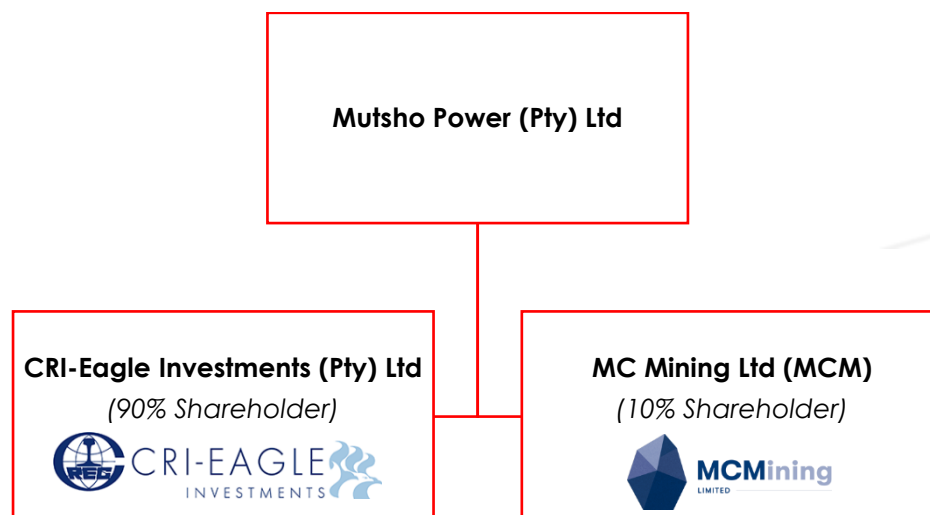 Mutsho Power (Pty) Ltd
CRI-Eagle Investments (Pty) Ltd
(90% Shareholder)
REG
CRI-EAGLE
INVESTMENTS
MC Mining Ltd (MCM)
(10% Shareholder)
MCMining
LIMITED